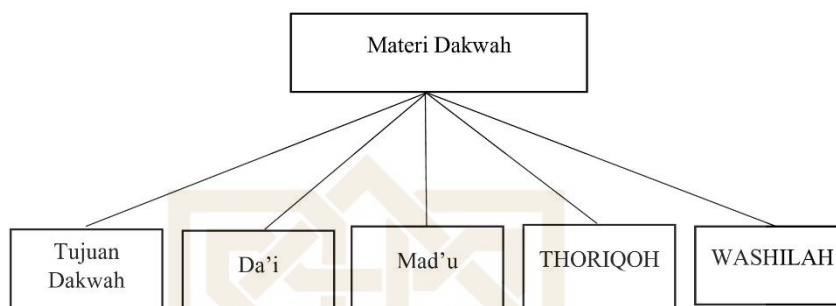 Materi Dakwah
Tujuan
Dakwah
Da’i
Mad’u
THORIQOH
WASHILAH